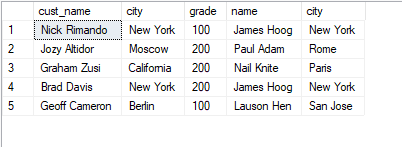 cust_name city grade name city
1 Nick Rimando New York 100 James Hoog New York
2 Jozy Altidor Moscow 200 Paul Adam Rome
3 Graham Zusi California 200 Nail Knite Paris
4 Brad Davis New York 200 James Hoog New York
5 Geoff Cameron Berlin 100 Lauson Hen San Jose